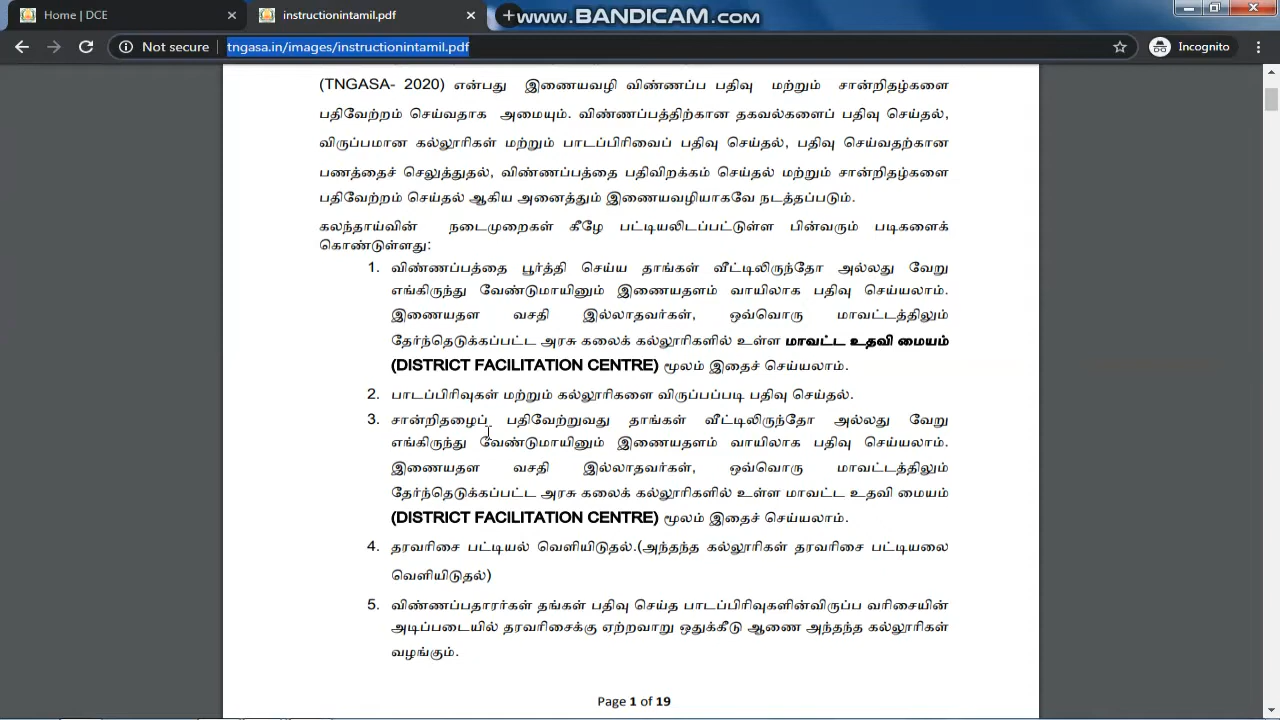 Home | DCE
instructionintamil.pdf
www.BANDICAM.com
Not secure
tngasa.in/images/instructionintamil.pdf
Incognito
(TNGASA- 2020) என்பது இணையவழி விண்ணப்ப பதிவு மற்றும் சான்றிதழ்களை
பதிவேற்றம் செய்வதாக அமையும். விண்ணப்பத்திற்கான தகவல்களைப் பதிவு செய்தல்,
விருப்பமான கல்லூரிகள் மற்றும் பாடப்பிரிவைப் பதிவு செய்தல், பதிவு செய்வதற்கான
பணத்தைச் செலுத்துதல், விண்ணப்பத்தை பதிவிறக்கம் செய்தல் மற்றும் சான்றிதழ்களை
பதிவேற்றம் செய்தல் ஆகிய அனைத்தும் இணையவழியாகவே நடத்தப்படும்.
கலந்தாய்வின் நடைமுறைகள் கீழே பட்டியலிடப்பட்டுள்ள பின்வரும் படிகளைக்
கொண்டுள்ளது:
1. விண்ணப்பத்தை பூர்த்தி செய்ய தாங்கள் வீட்டிலிருந்தோ அல்லது வேறு
எங்கிருந்து வேண்டுமாயினும் இணையதளம் வாயிலாக பதிவு செய்யலாம்.
இணையதள வசதி இல்லாதவர்கள், ஒவ்வொரு மாவட்டத்திலும்
தேர்ந்தெடுக்கப்பட்ட அரசு கலைக் கல்லூரிகளில் உள்ள மாவட்ட உதவி மையம்
(DISTRICT FACILITATION CENTRE) மூலம் இதைச் செய்யலாம்.
2. பாடப்பிரிவுகள் மற்றும் கல்லூரிகளை விருப்பப்படி பதிவு செய்தல்.
3. சான்றிதழைப் பதிவேற்றுவது தாங்கள் வீட்டிலிருந்தோ அல்லது வேறு
எங்கிருந்து வேண்டுமாயினும் இணையதளம் வாயிலாக பதிவு செய்யலாம்.
இணையதள வசதி இல்லாதவர்கள், ஒவ்வொரு மாவட்டத்திலும்
தேர்ந்தெடுக்கப்பட்ட அரசு கலைக் கல்லூரிகளில் உள்ள மாவட்ட உதவி மையம்
(DISTRICT FACILITATION CENTRE) மூலம் இதைச் செய்யலாம்.
4. தரவரிசை பட்டியல் வெளியிடுதல்.(அந்தந்த கல்லூரிகள் தரவரிசை பட்டியலை
வெளியிடுதல்)
5. விண்ணப்பதாரர்கள் தங்கள் பதிவு செய்த பாடப்பிரிவுகளின்விருப்ப வரிசையின்
அடிப்படையில் தரவரிசைக்கு ஏற்றவாறு ஒதுக்கீடு ஆணை அந்தந்த கல்லூரிகள்
வழங்கும்.
Page 1 of 19